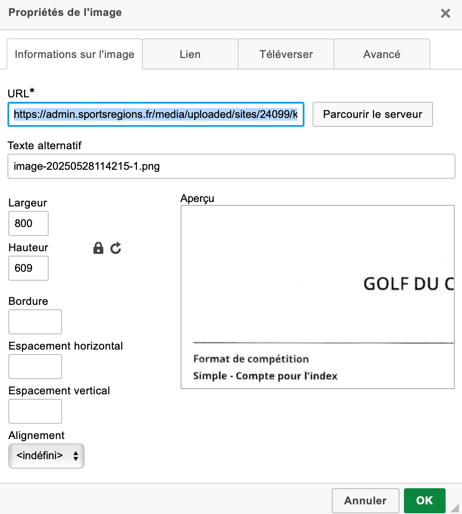 Propriétés de l'image
Informations sur l'image
Lien
Téléverser
Avancé
URL*
https://admin.sportsregions.fr/media/uploaded/sites/24099/k
Parcourir le serveur
Texte alternatif
image-20250528114215-1.png
Largeur
800
Hauteur
609
Bordure
Espacement horizontal
Espacement vertical
Alignement
<indéfini>
Aperçu
GOLF DU C
Format de compétition
Simple - Compte pour l'index
Annuler
OK